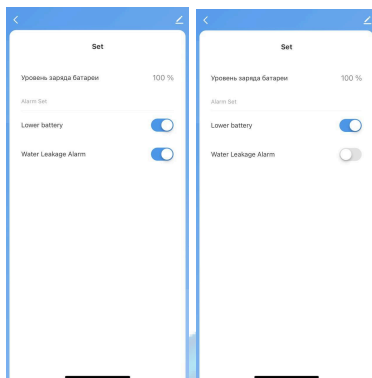 Set
Уровень заряда батареи 100 %
Alarm Set
Lower battery
Water Leakage Alarm
Set
Уровень заряда батареи 100 %
Alarm Set
Lower battery
Water Leakage Alarm